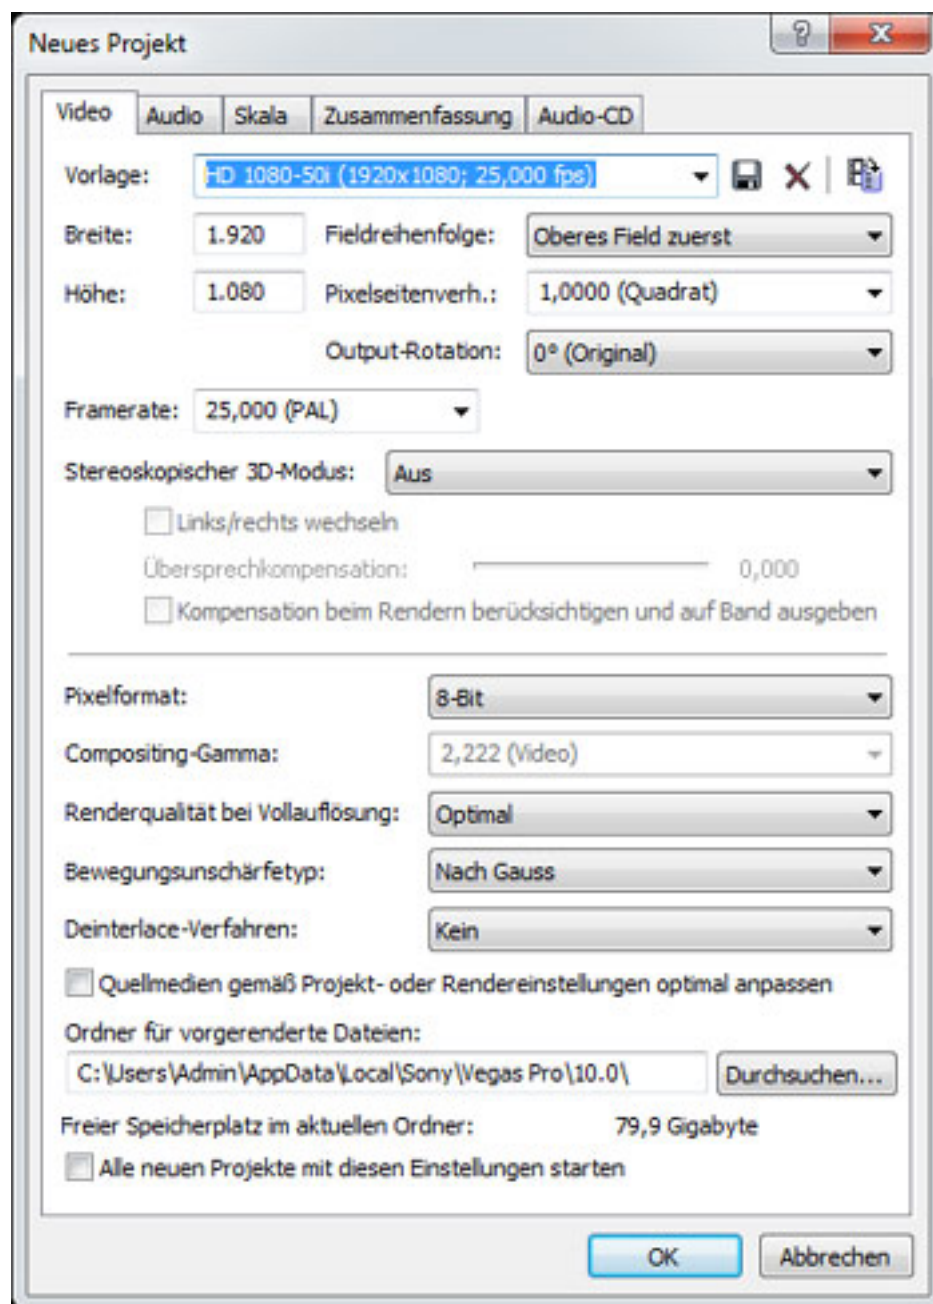 Neues Projekt
Video Audio Skala Zusammenfassung Audio-CD
Vorlage: HD 1080-50i (1920x1080; 25,000 fps)
Breite: 1.920 Fieldreihenfolge: Oberes Field zuerst
Höhe: 1.080 Pixelseitenverh.: 1,0000 (Quadrat)
Output-Rotation: 0° (Original)
Framerate: 25,000 (PAL)
Stereoskopischer 3D-Modus: Aus
Links/rechts wechseln
Übersprechkompensation: 0,000
Kompensation beim Rendern berücksichtigen und auf Band ausgeben
Pixelformat: 8-Bit
Compositing-Gamma: 2,222 (Video)
Renderqualität bei Vollauflösung: Optimal
Bewegungsunschärfetyp: Nach Gauss
Deinterlace-Verfahren: Kein
Quellmedien gemäß Projekt- oder Rendereinstellungen optimal anpassen
Ordner für vorgerenderte Dateien:
C:\Users\Admin\AppData\Local\Sony\Vegas Pro\10.0\ Durchsuchen...
Freier Speicherplatz im aktuellen Ordner: 79,9 Gigabyte
Alle neuen Projekte mit diesen Einstellungen starten
OK Abbrechen